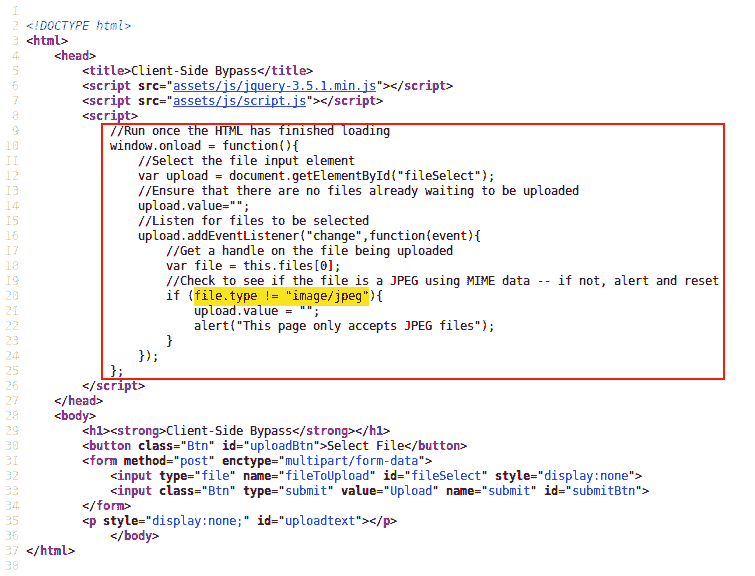 1
2 <!DOCTYPE html>
3 <html>
4 <head>
5 <title>Client-Side Bypass</title>
6 <script src="assets/js/jquery-3.5.1.min.js"></script>
7 <script src="assets/js/script.js"></script>
8 <script>
9 //Run once the HTML has finished loading
10 window.onload = function(){
11 //Select the file input element
12 var upload = document.getElementById("fileSelect");
13 //Ensure that there are no files already waiting to be uploaded
14 upload.value="";
15 //Listen for files to be selected
16 upload.addEventListener("change",function(event){
17 //Get a handle on the file being uploaded
18 var file = this.files[0];
19 //Check to see if the file is a JPEG using MIME data -- if not, alert and reset
20 if (file.type != "image/jpeg"){
21 upload.value = "";
22 alert("This page only accepts JPEG files");
23 }
24 });
25 };
26 </script>
27 </head>
28 <body>
29 <h1><strong>Client-Side Bypass</strong></h1>
30 <button class="Btn" id="uploadBtn">Select File</button>
31 <form method="post" enctype="multipart/form-data">
32 <input type="file" name="fileToUpload" id="fileSelect" style="display:none">
33 <input class="Btn" type="submit" value="Upload" name="submit" id="submitBtn">
34 </form>
35 <p style="display:none;" id="uploadtext"></p>
36 </body>
37 </html>
38